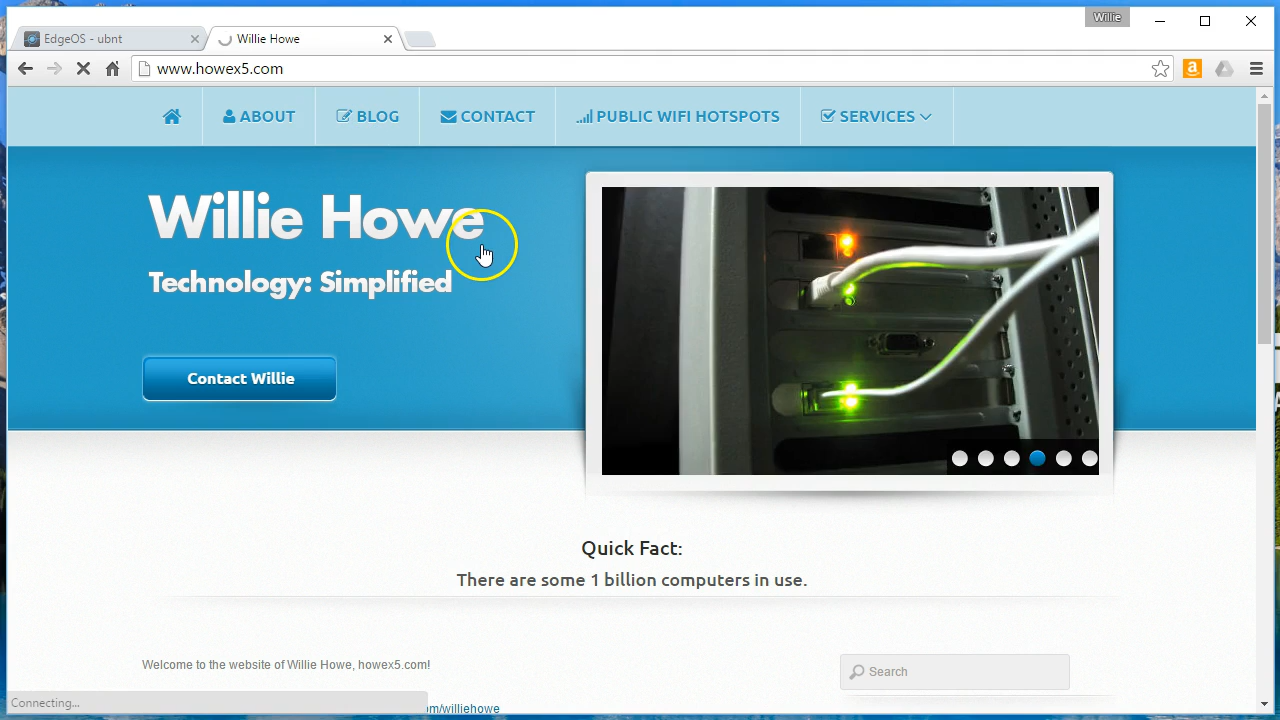 Willie
EdgeOS - ubnt
Willie Howe
www.howex5.com
ABOUT
BLOG
CONTACT
PUBLIC WIFI HOTSPOTS
SERVICES
Willie Howe
Technology: Simplified
Contact Willie
Quick Fact:
There are some 1 billion computers in use.
Welcome to the website of Willie Howe, howex5.com!
Search
Connecting...
om/williehowe